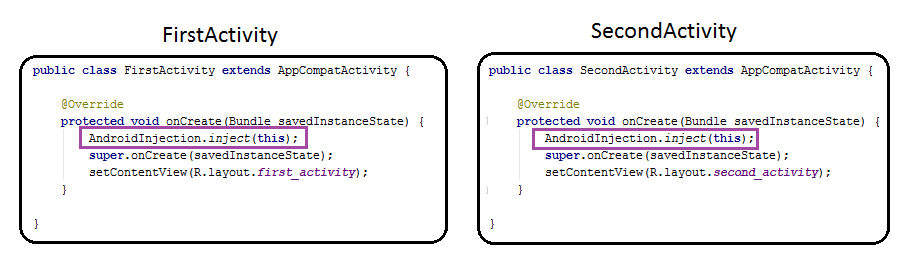 FirstActivity
public class FirstActivity extends AppCompatActivity {
@Override
protected void onCreate(Bundle savedInstanceState) {
AndroidInjection.inject(this);
super.onCreate(savedInstanceState);
setContentView(R.layout.first_activity);
}
}
SecondActivity
public class SecondActivity extends AppCompatActivity {
@Override
protected void onCreate(Bundle savedInstanceState) {
AndroidInjection.inject(this);
super.onCreate(savedInstanceState);
setContentView(R.layout.second_activity);
}
}